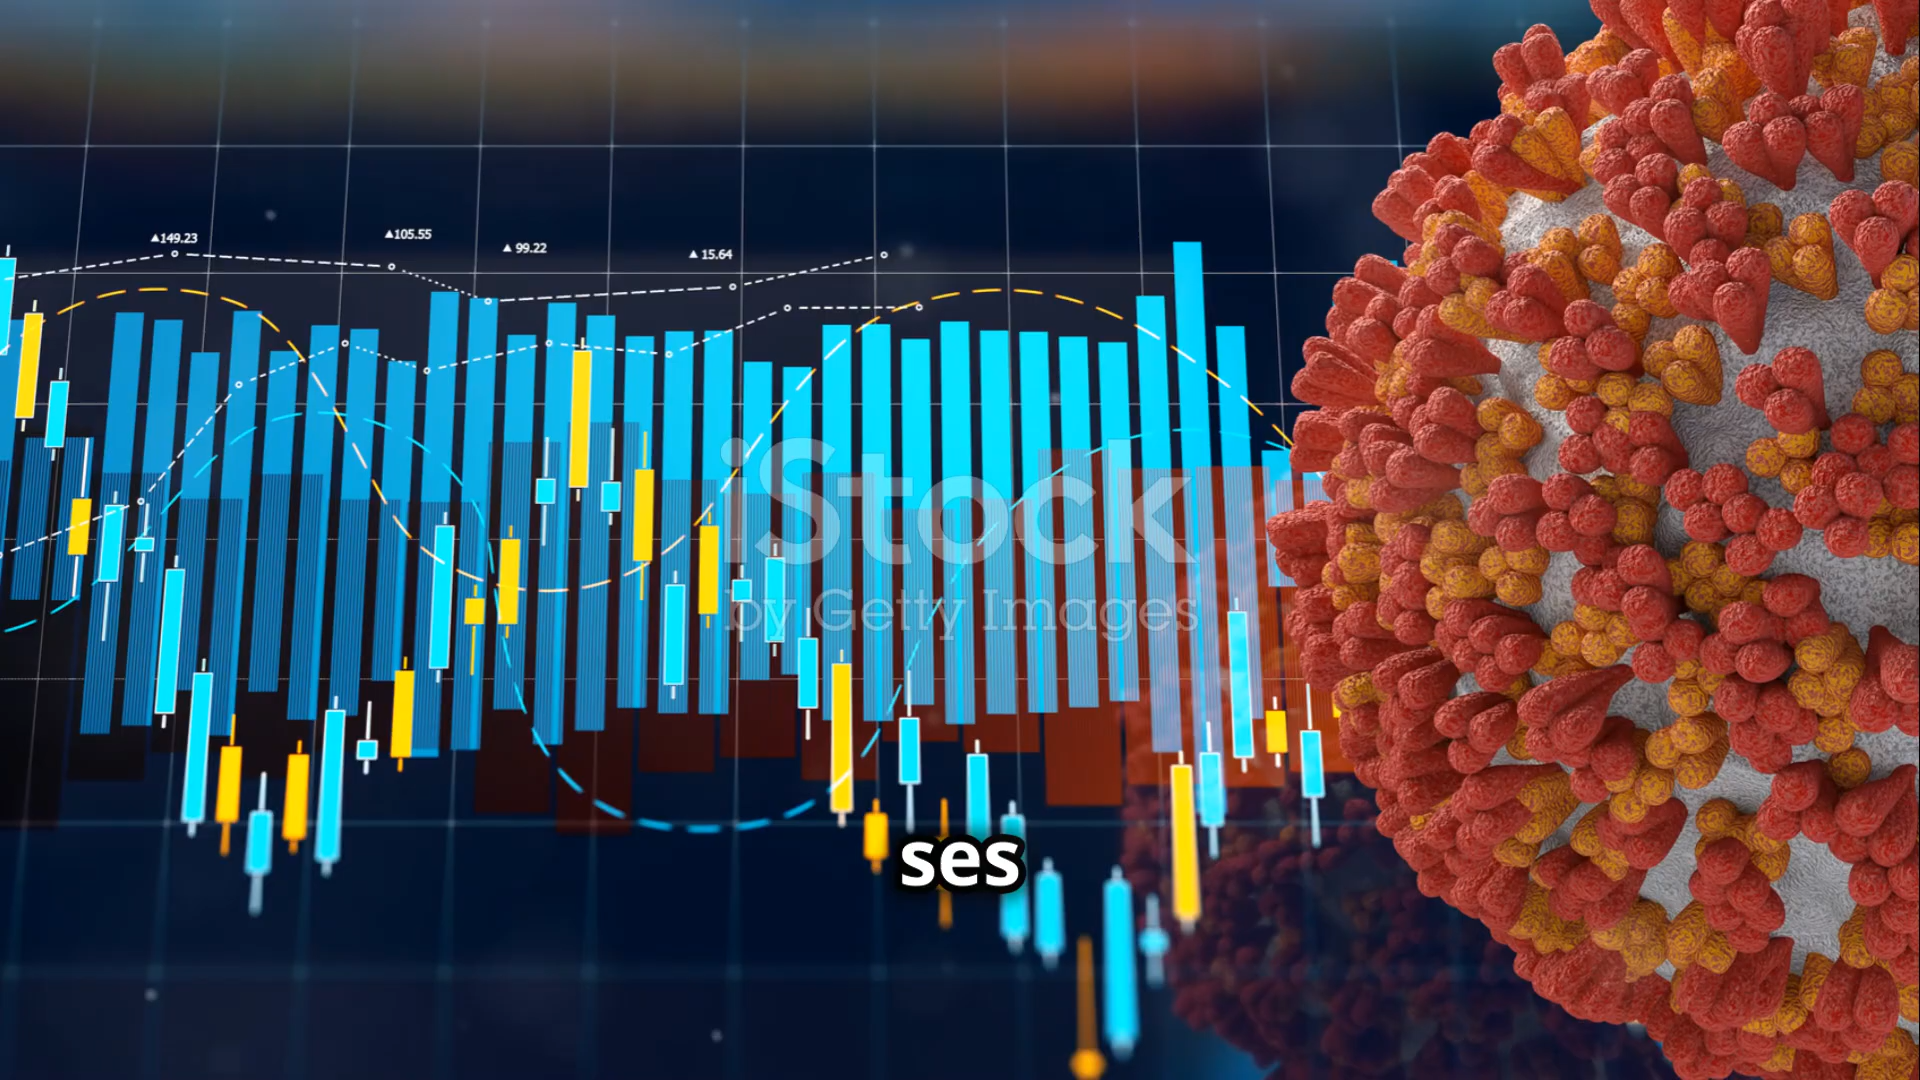 ▲149.23
▲105.55
▲ 99.22
▲ 15.64
iStock
by Getty Images
ses